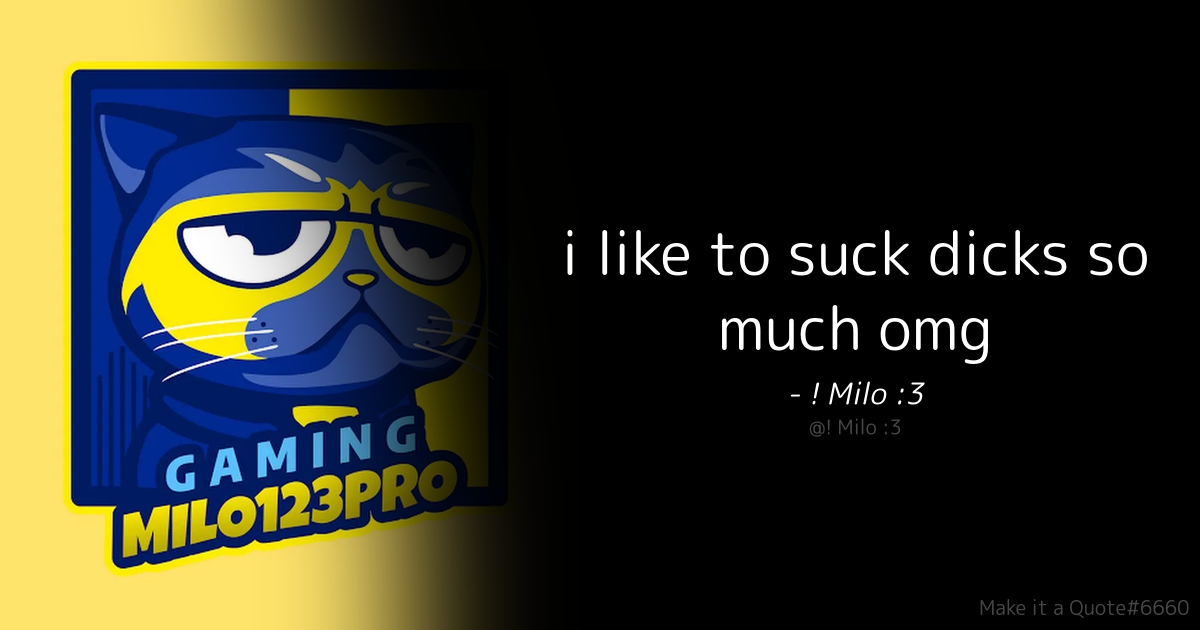 GAMING
MILO123PRO
i like to suck dicks so
much omg
- ! Milo :3
@! Milo :3
Make it a Quote#6660